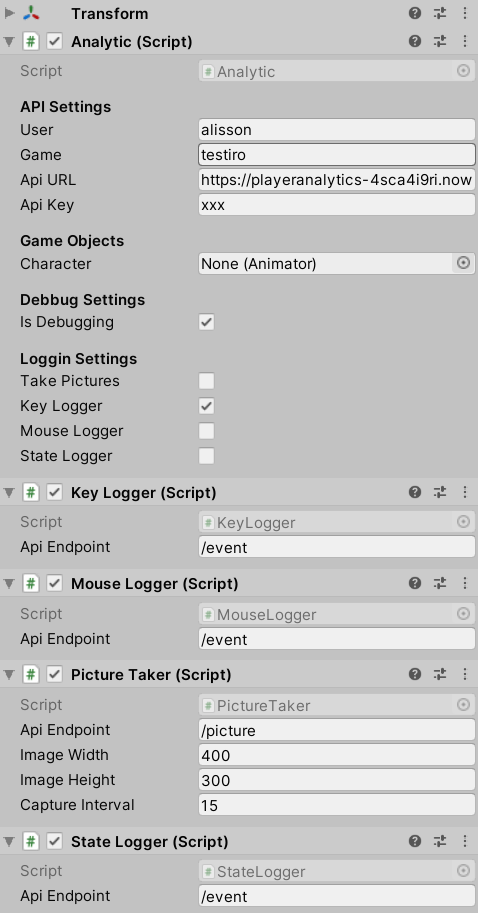 Transform
# Analytic (Script)
Script # Analytic
API Settings
User alisson
Game testiro
Api URL https://playeranalytics-4sca4i9ri.now
Api Key xxx
Game Objects
Character None (Animator)
Debbug Settings
Is Debugging
Loggin Settings
Take Pictures
Key Logger
Mouse Logger
State Logger
# Key Logger (Script)
Script # KeyLogger
Api Endpoint /event
# Mouse Logger (Script)
Script # MouseLogger
Api Endpoint /event
# Picture Taker (Script)
Script # PictureTaker
Api Endpoint /picture
Image Width 400
Image Height 300
Capture Interval 15
# State Logger (Script)
Script # StateLogger
Api Endpoint /event